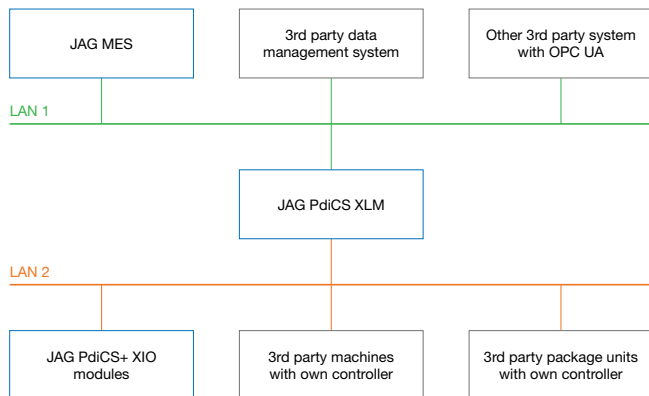 JAG MES
3rd party data
management system
Other 3rd party system
with OPC UA
LAN 1
JAG PdiCS XLM
LAN 2
JAG PdiCS+ XIO
modules
3rd party machines
with own controller
3rd party package units
with own controller